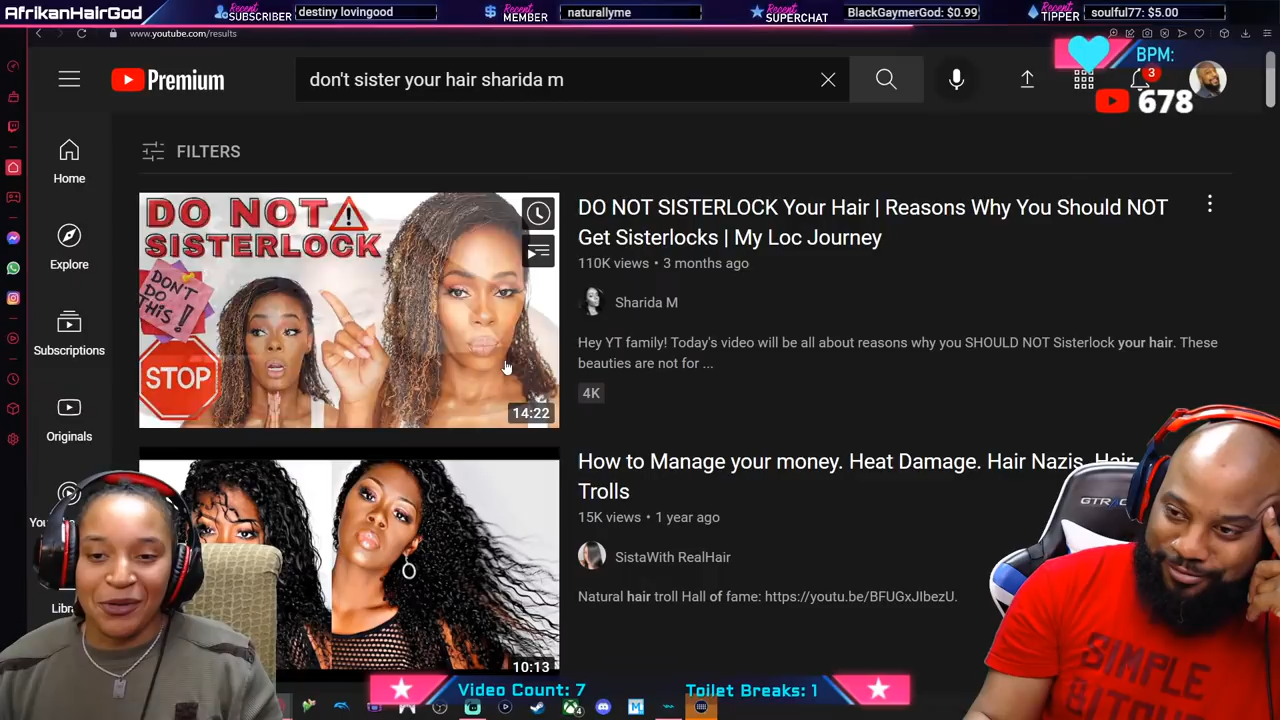 AfrikanHairGod
Recent SUBSCRIBER
destiny lovingood
Recent MEMBER
naturallyme
Recent SUPERCHAT
BlackGaymerGod: $0.99
Recent TIPPER
soulful77: $5.00
www.youtube.com/results
BPM:
Premium
don't sister your hair sharida m
3
678
FILTERS
Home
Explore
Subscriptions
Originals
DO NOT
SISTERLOCK
DON'T
DO
THIS!
STOP
14:22
DO NOT SISTERLOCK Your Hair | Reasons Why You Should NOT
Get Sisterlocks | My Loc Journey
110K views • 3 months ago
Sharida M
Hey YT family! Today's video will be all about reasons why you SHOULD NOT Sisterlock your hair. These
beauties are not for ...
4K
How to Manage your money. Heat Damage. Hair Nazis. Hair
Trolls
15K views • 1 year ago
SistaWith RealHair
Natural hair troll Hall of fame: https://youtu.be/BFUGxJIbezU.
10:13
GTR
SIMPLE
Video Count: 7
Toilet Breaks: 1